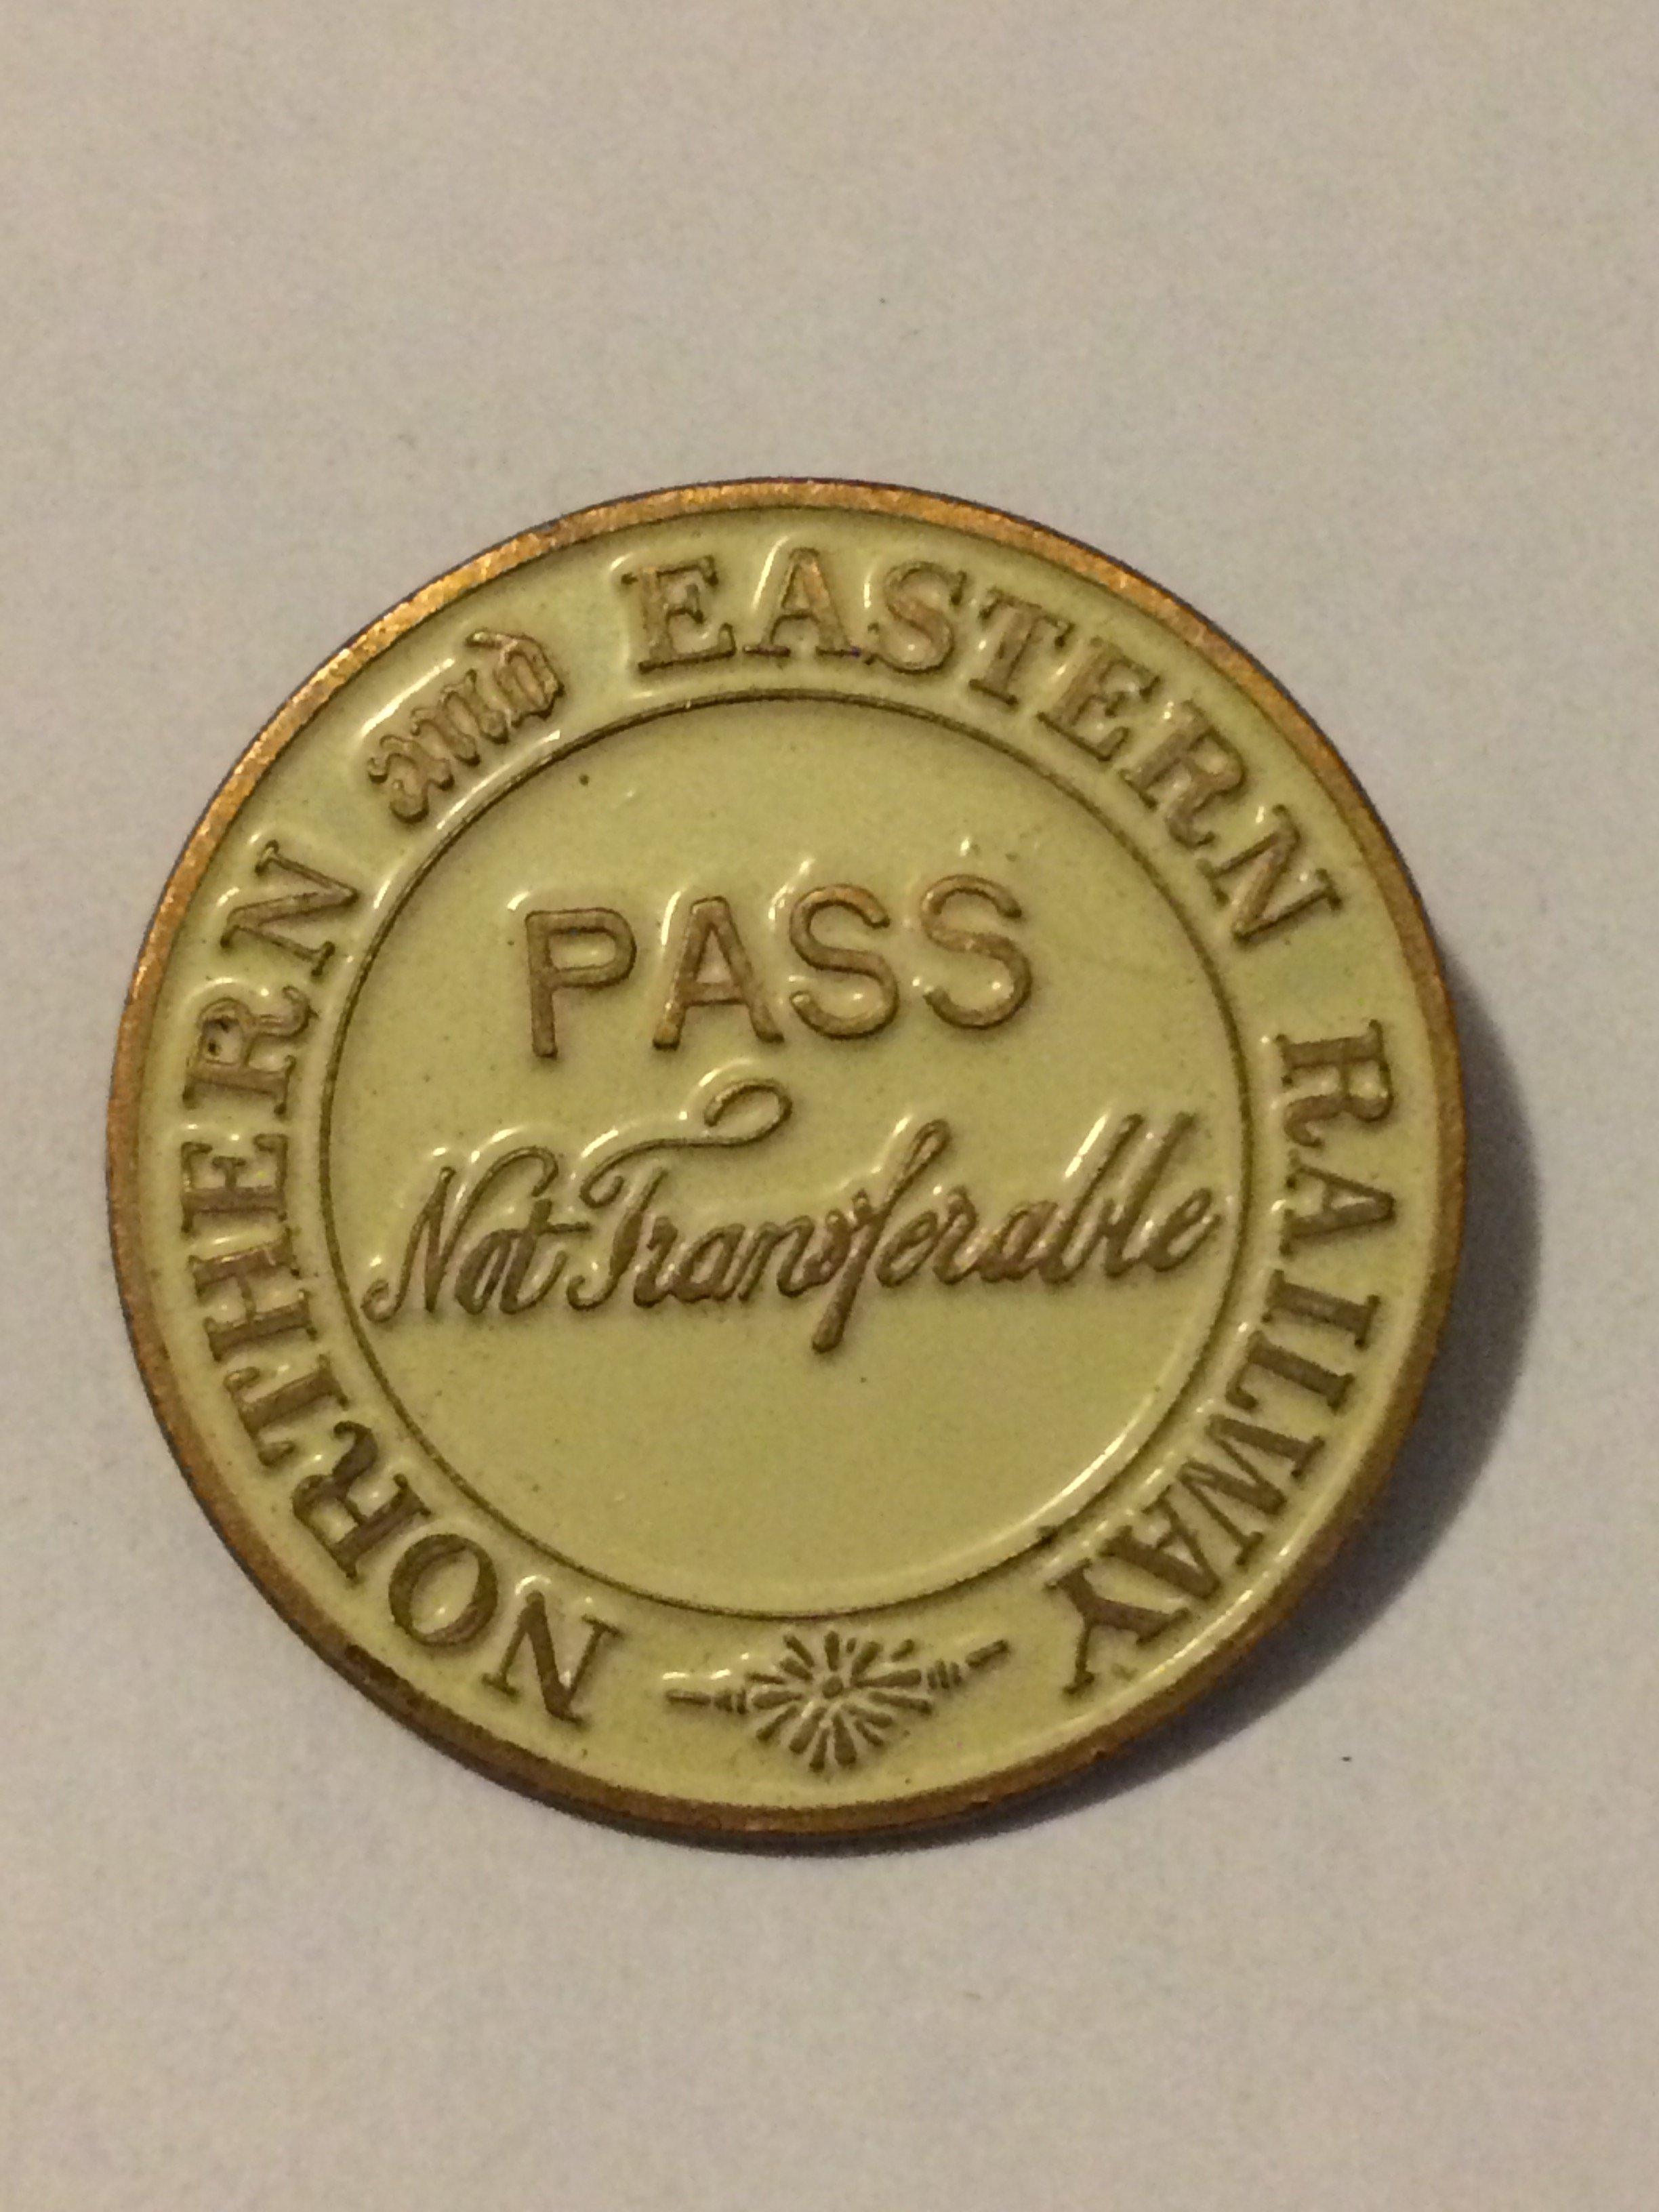 NORTHERN and EASTERN RAILWAY
PASS
Not Transferable